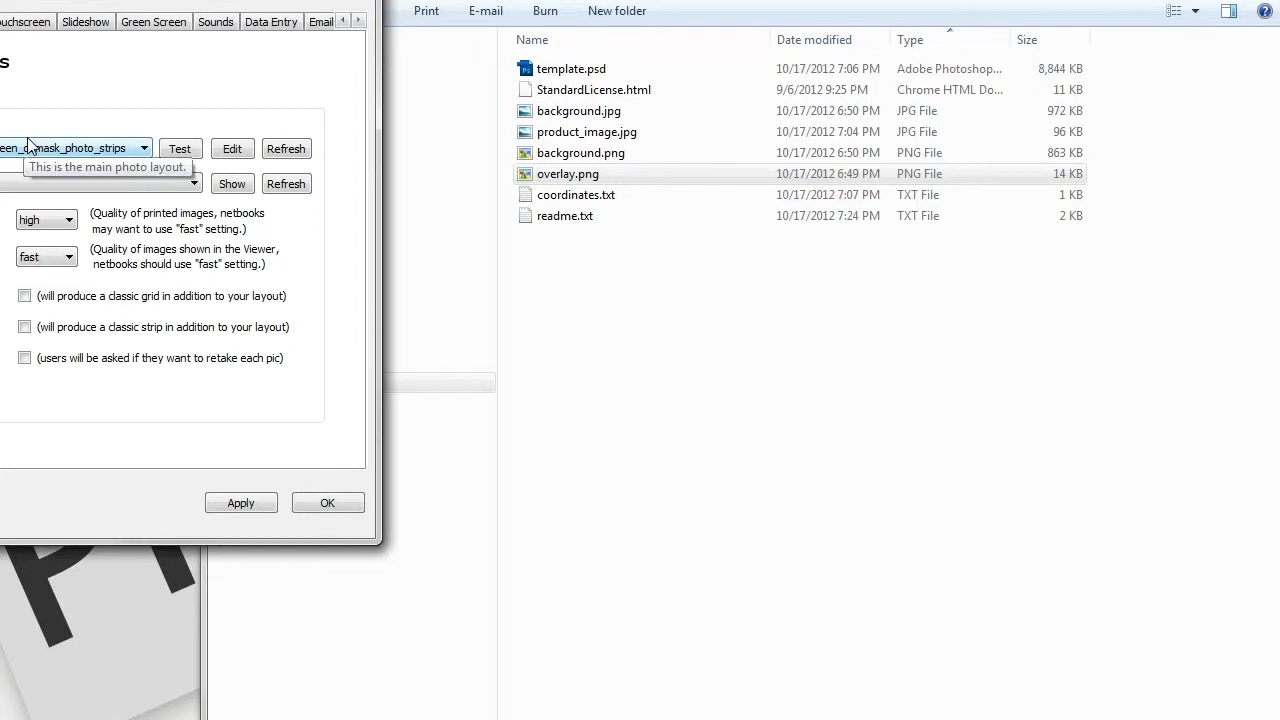 Print E-mail Burn New folder
uchscreen Slideshow Green Screen Sounds Data Entry Email
s
een_o mask_photo_strips Test Edit Refresh
This is the main photo layout.
Show Refresh
high (Quality of printed images, netbooks
may want to use "fast" setting.)
fast (Quality of images shown in the Viewer,
netbooks should use "fast" setting.)
(will produce a classic grid in addition to your layout)
(will produce a classic strip in addition to your layout)
(users will be asked if they want to retake each pic)
Apply OK
Name Date modified Type Size
template.psd 10/17/2012 7:06 PM Adobe Photoshop... 8,844 KB
StandardLicense.html 9/6/2012 9:25 PM Chrome HTML Do... 11 KB
background.jpg 10/17/2012 6:50 PM JPG File 972 KB
product_image.jpg 10/17/2012 7:04 PM JPG File 96 KB
background.png 10/17/2012 6:50 PM PNG File 863 KB
overlay.png 10/17/2012 6:49 PM PNG File 14 KB
coordinates.txt 10/17/2012 7:07 PM TXT File 1 KB
readme.txt 10/17/2012 7:24 PM TXT File 2 KB